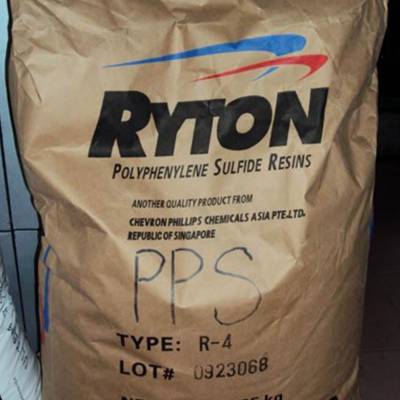 RYTON
POLYPHENYLENE SULFIDE RESINS
ANOTHER QUALITY PRODUCT FROM
CHEVRON PHILLIPS CHEMICALS ASIA PTE.LTD.
REPUBLIC OF SINGAPORE
PPS
TYPE: R-4
LOT# 0923068
kg